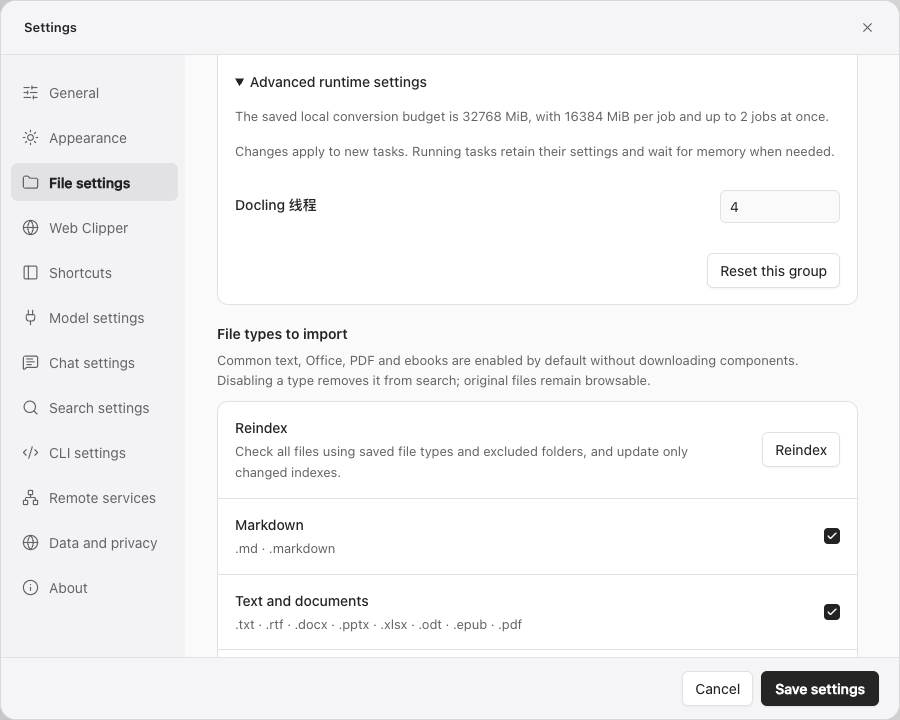 Settings
General
Appearance
File settings
Web Clipper
Shortcuts
Model settings
Chat settings
Search settings
CLI settings
Remote services
Data and privacy
About
Advanced runtime settings
The saved local conversion budget is 32768 MiB, with 16384 MiB per job and up to 2 jobs at once.
Changes apply to new tasks. Running tasks retain their settings and wait for memory when needed.
Docling 线程
4
Reset this group
File types to import
Common text, Office, PDF and ebooks are enabled by default without downloading components.
Disabling a type removes it from search; original files remain browsable.
Reindex
Check all files using saved file types and excluded folders, and update only
changed indexes.
Reindex
Markdown
.md · .markdown
Text and documents
.txt · .rtf · .docx · .pptx · .xlsx · .odt · .epub · .pdf
Cancel
Save settings